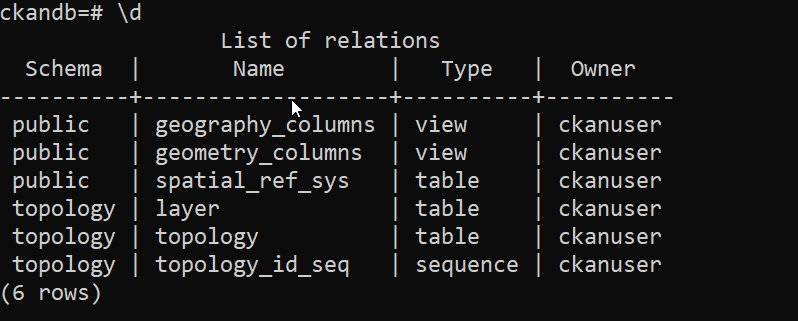 ckandb=# \d
                 List of relations
  Schema  |       Name        |   Type   |  Owner
----------+-------------------+----------+----------
 public   | geography_columns | view     | ckanuser
 public   | geometry_columns  | view     | ckanuser
 public   | spatial_ref_sys   | table    | ckanuser
 topology | layer             | table    | ckanuser
 topology | topology          | table    | ckanuser
 topology | topology_id_seq   | sequence | ckanuser
(6 rows)